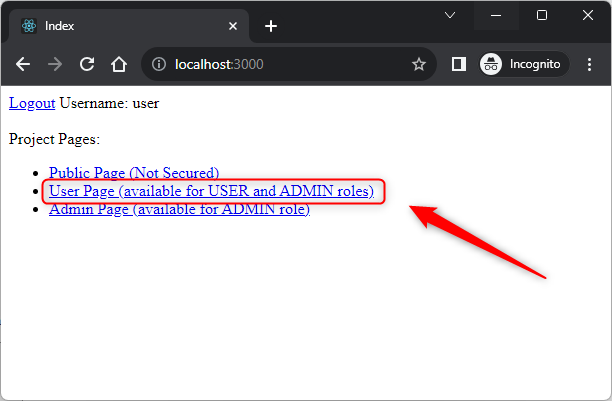 Index
localhost:3000
Incognito
Logout Username: user
Project Pages:
Public Page (Not Secured)
User Page (available for USER and ADMIN roles)
Admin Page (available for ADMIN role)